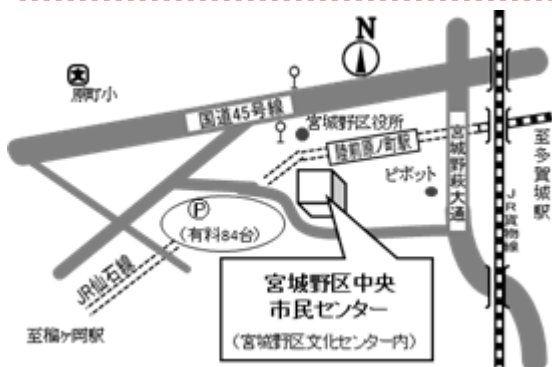 N
原町小
国道45号線
宮城野区役所
陸前原ノ町駅
宮城野萩大通
至多賀城駅
ピボット
JR貨物線
P
(有料84台)
JR仙石線
宮城野区中央
市民センター
(宮城野区文化センター内)
至榴ヶ岡駅